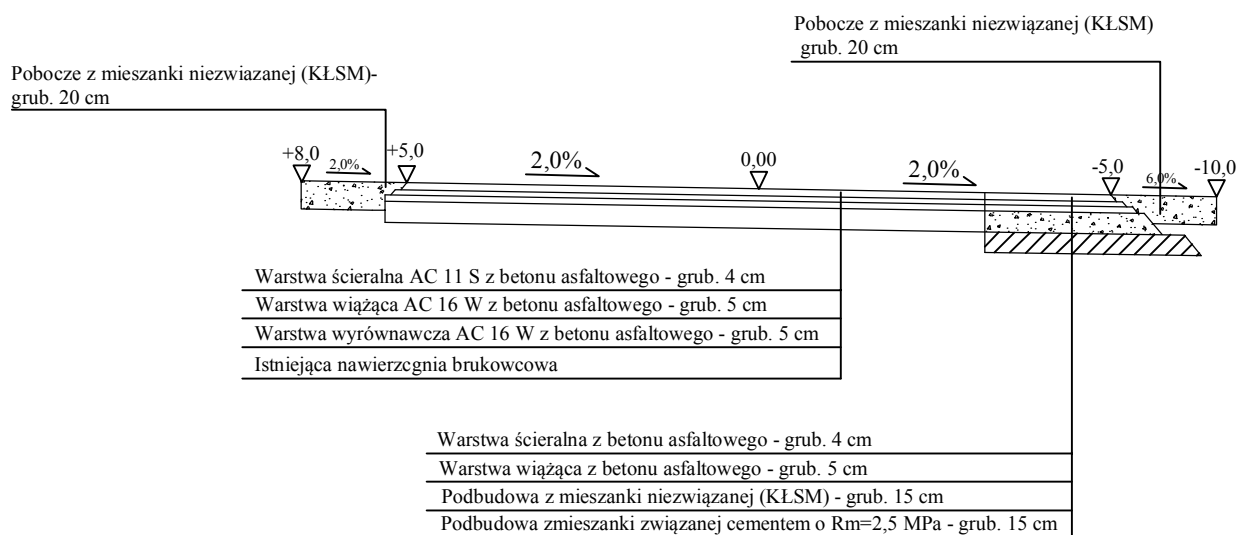 Pobocze z mieszanki niezwiązanej (KŁSM)
grub. 20 cm
Pobocze z mieszanki niezwiazanej (KŁSM)-
grub. 20 cm
+8,0
2,0%
+5,0
2,0%
0,00
2,0%
-5,0
6,0%
-10,0
Warstwa ścieralna AC 11 S z betonu asfaltowego - grub. 4 cm
Warstwa wiążąca AC 16 W z betonu asfaltowego - grub. 5 cm
Warstwa wyrównawcza AC 16 W z betonu asfaltowego - grub. 5 cm
Istniejąca nawierzcgnia brukowcowa
Warstwa ścieralna z betonu asfaltowego - grub. 4 cm
Warstwa wiążąca z betonu asfaltowego - grub. 5 cm
Podbudowa z mieszanki niezwiązanej (KŁSM) - grub. 15 cm
Podbudowa zmieszanki związanej cementem o Rm=2,5 MPa - grub. 15 cm